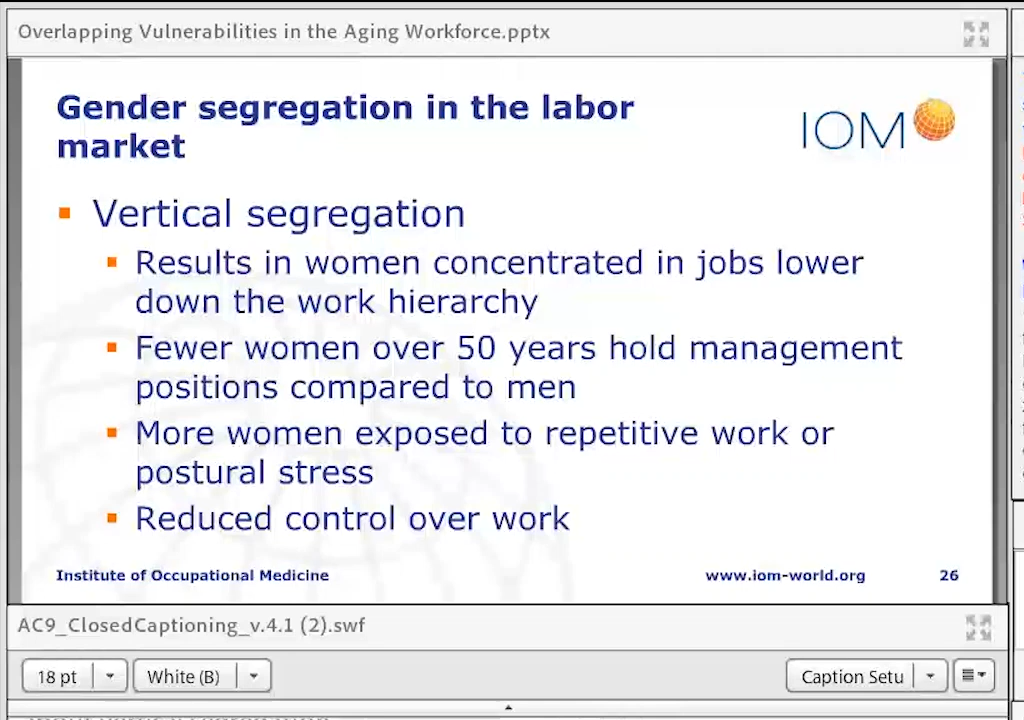 Overlapping Vulnerabilities in the Aging Workforce.pptx
Gender segregation in the labor
market
IOM
Vertical segregation
Results in women concentrated in jobs lower
down the work hierarchy
Fewer women over 50 years hold management
positions compared to men
More women exposed to repetitive work or
postural stress
Reduced control over work
Institute of Occupational Medicine
www.iom-world.org
26
AC9_ClosedCaptioning_v.4.1 (2).swf
18 pt
White (B)
Caption Setu